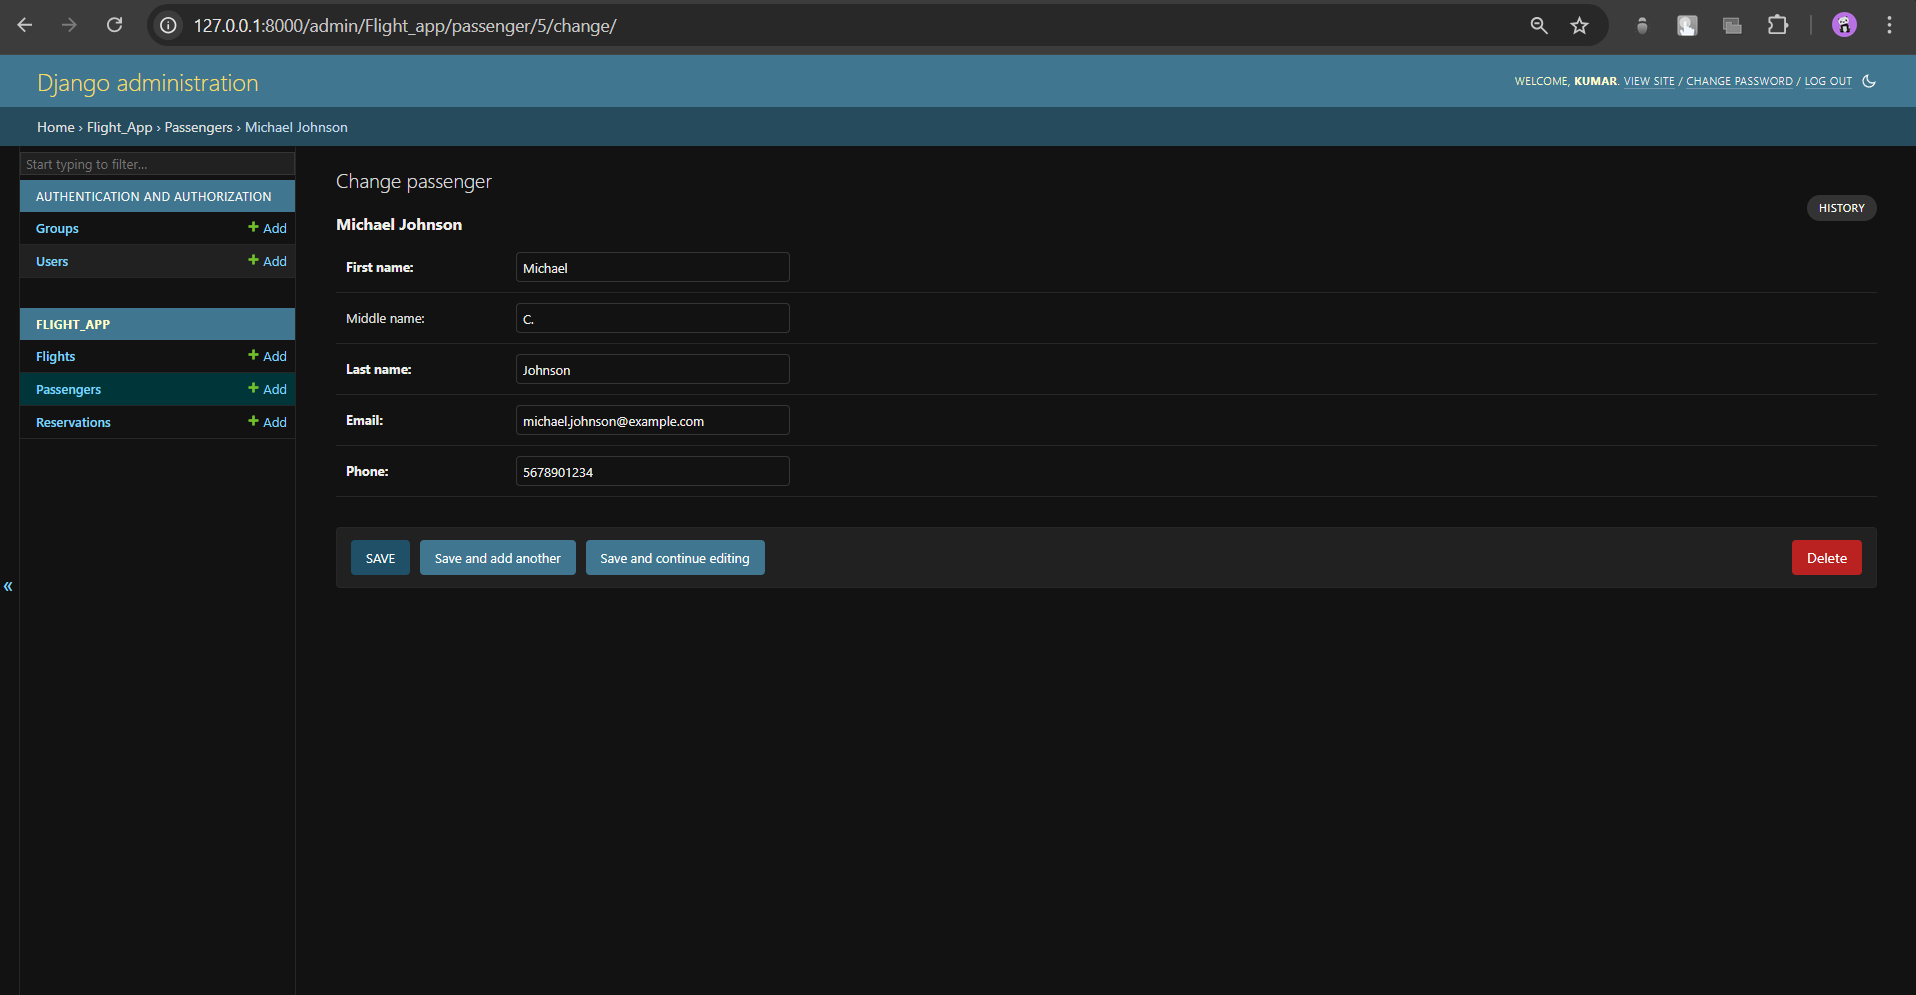 127.0.0.1:8000/admin/Flight_app/passenger/5/change/
Django administration
WELCOME, KUMAR. VIEW SITE / CHANGE PASSWORD / LOG OUT
Home › Flight_App › Passengers › Michael Johnson
Start typing to filter...
AUTHENTICATION AND AUTHORIZATION
Groups + Add
Users + Add
FLIGHT_APP
Flights + Add
Passengers + Add
Reservations + Add
«
Change passenger
HISTORY
Michael Johnson
First name: Michael
Middle name: C.
Last name: Johnson
Email: michael.johnson@example.com
Phone: 5678901234
SAVE Save and add another Save and continue editing Delete